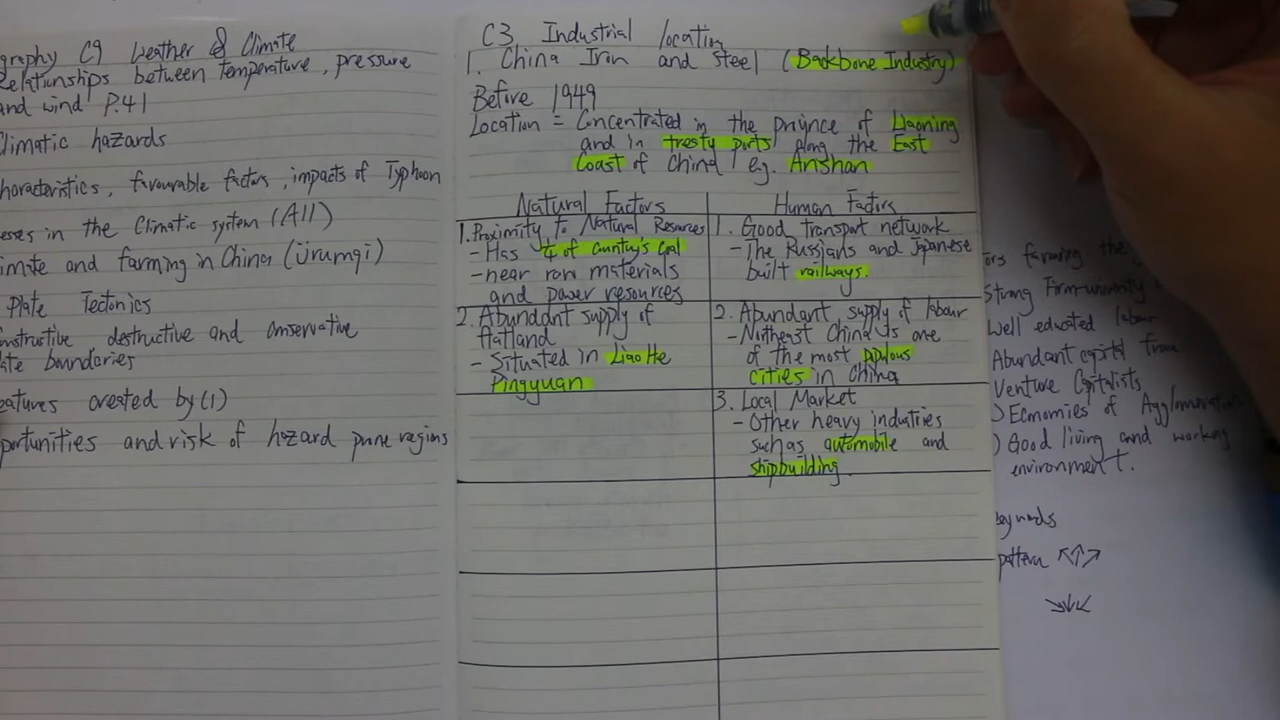 graphy C9 Weather & Climate
Relationships between temperature, pressure
and wind P.41
Climatic hazards
characteristics, favourable factors, impacts of Typhoon
esses in the Climatic system (A11)
imate and farming in China (Ürümqi)
Plate Tectonics
nstructive destructive and conservative
ate boundaries
eatures created by (1)
portunities and risk of hazard prone regions
C3 Industrial location
1. China Iron and Steel (Backbone Industry)
Before 1949
Location = Concentrated in the province of Liaoning
and in treaty ports along the East
Coast of China e.g. Anshan
Natural Factors
1. Proximity to Natural Resources
- Has ¼ of country's coal
- near raw materials
and power resources
2. Abundant supply of
flatland
- Situated in Liao He
Pingyuan
Human Factors
1. Good transport network
- The Russians and Japanese
built railways.
2. Abundant supply of labour
- Northeast China is one
of the most populous
cities in China
3. Local Market
- Other heavy industries
such as automobile and
shipbuilding.
ors farming the
Strong Firm-university
Well educated labour
Abundant capital from
Venture Capitalists
) Economies of Agglomeration
) Good living and working
environment.
keywords
pattern